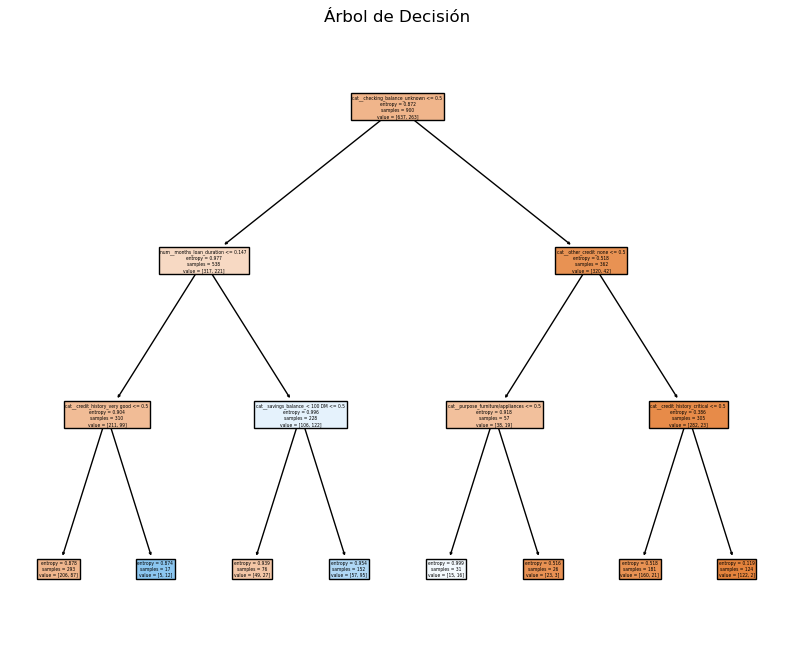 Árbol de Decisión
cat__checking_balance_unknown <= 0.5
entropy = 0.872
samples = 900
value = [637, 263]
num__months_loan_duration <= 0.147
entropy = 0.977
samples = 538
value = [317, 221]
cat__other_credit_none <= 0.5
entropy = 0.518
samples = 362
value = [320, 42]
cat__credit_history_very good <= 0.5
entropy = 0.904
samples = 310
value = [211, 99]
cat__savings_balance_< 100 DM <= 0.5
entropy = 0.996
samples = 228
value = [106, 122]
cat__purpose_furniture/appliances <= 0.5
entropy = 0.918
samples = 57
value = [38, 19]
cat__credit_history_critical <= 0.5
entropy = 0.386
samples = 305
value = [282, 23]
entropy = 0.878
samples = 293
value = [206, 87]
entropy = 0.874
samples = 17
value = [5, 12]
entropy = 0.939
samples = 76
value = [49, 27]
entropy = 0.954
samples = 152
value = [57, 95]
entropy = 0.999
samples = 31
value = [15, 16]
entropy = 0.516
samples = 26
value = [23, 3]
entropy = 0.518
samples = 181
value = [160, 21]
entropy = 0.119
samples = 124
value = [122, 2]